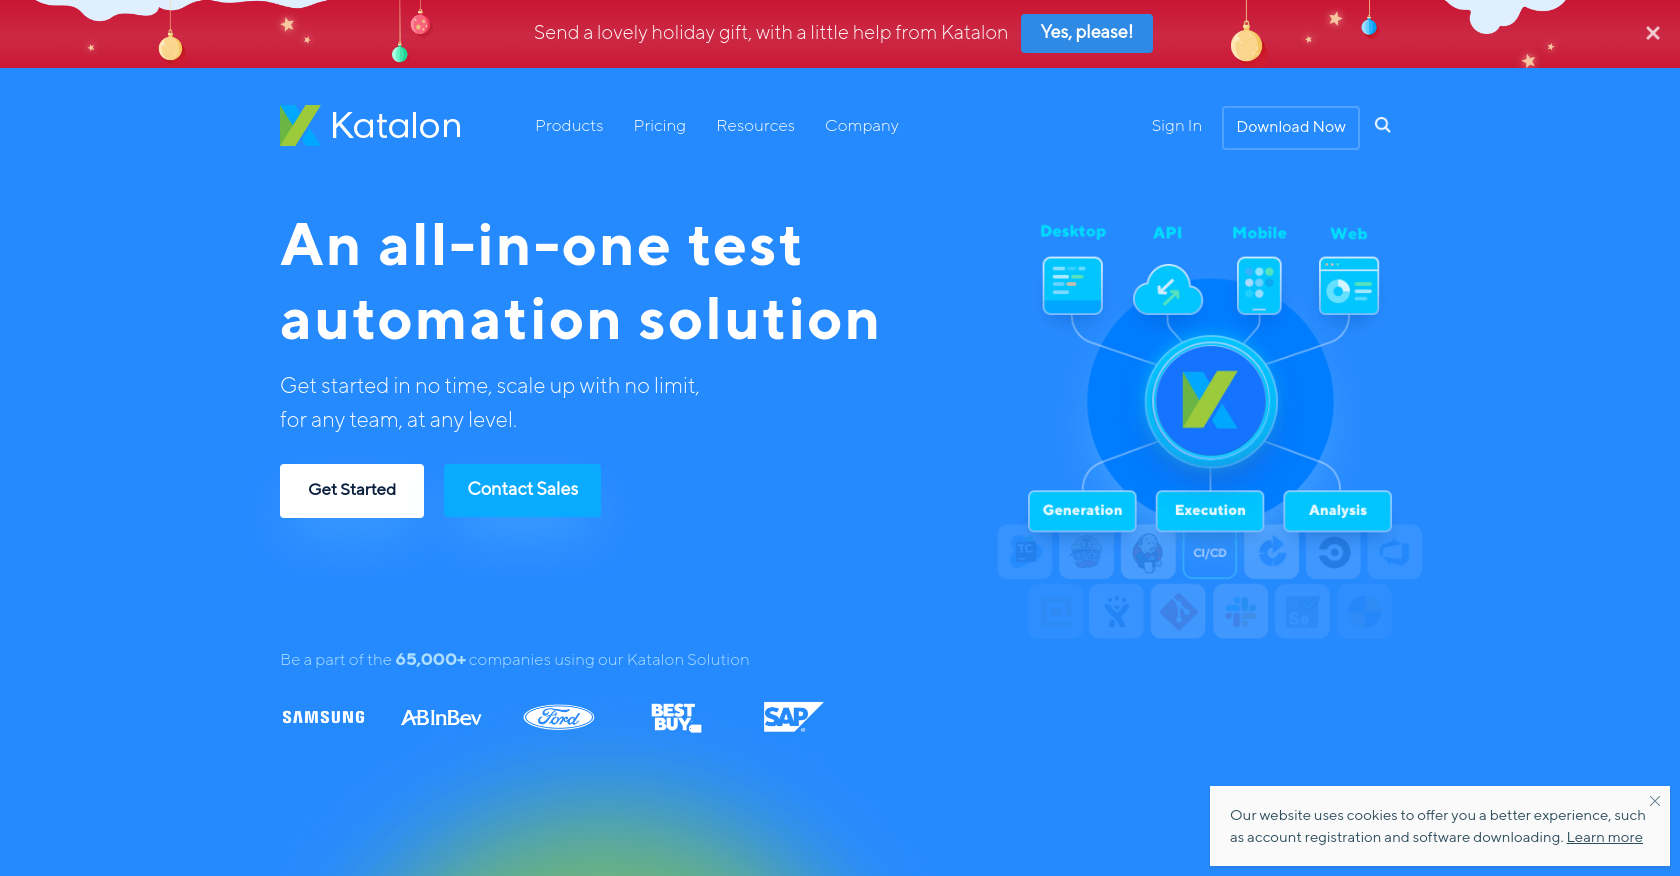 Send a lovely holiday gift, with a little help from Katalon
Yes, please!
Katalon
Products
Pricing
Resources
Company
Sign In
Download Now
An all-in-one test
automation solution
Get started in no time, scale up with no limit,
for any team, at any level.
Get Started
Contact Sales
Desktop
API
Mobile
Web
Generation
Execution
Analysis
TC
CI/CD
Se
Be a part of the 65,000+ companies using our Katalon Solution
SAMSUNG
ABInBev
Ford
BEST
BUY
SAP
Our website uses cookies to offer you a better experience, such
as account registration and software downloading. Learn more